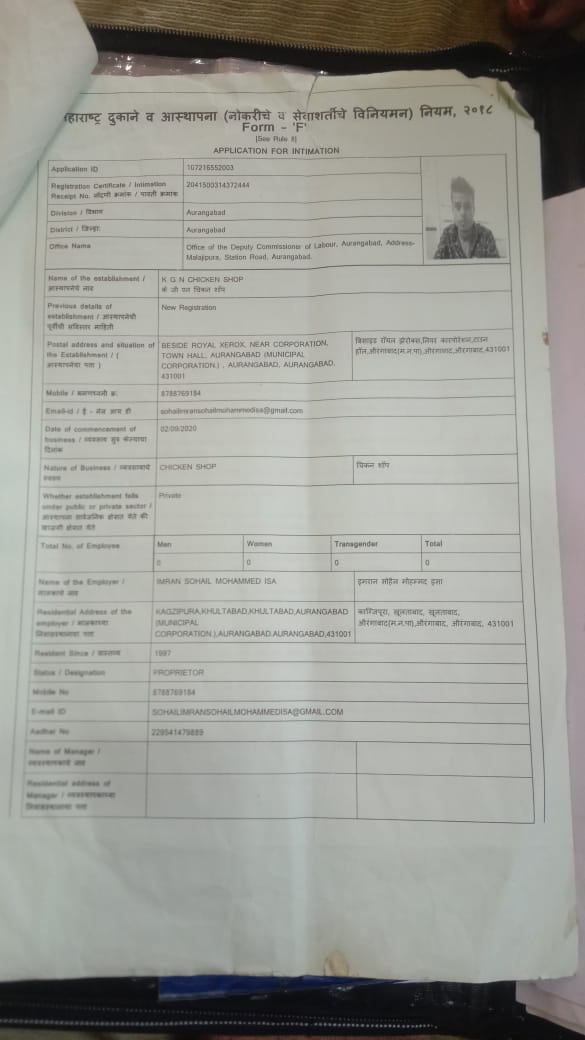 महाराष्ट्र दुकाने व आस्थापना (नोकरीचे व सेवाशर्तीचे विनियमन) नियम, २०१८
Form - 'F'
[See Rule 8]
APPLICATION FOR INTIMATION
Application ID 107216552003
Registration Certificate / Intimation 2041500314372444
Receipt No. नोंदणी क्रमांक / पावती क्रमांक
Division / विभाग Aurangabad
District / जिल्हा: Aurangabad
Office Name Office of the Deputy Commissioner of Labour, Aurangabad, Address-
Malajipura, Station Road, Aurangabad.
Name of the establishment / K G N CHICKEN SHOP
आस्थापनेचे नाव के जी एन चिकन शॉप
Previous details of New Registration
establishment / आस्थापनेची
पूर्वीची सविस्तर माहिती
Postal address and situation of BESIDE ROYAL XEROX, NEAR CORPORATION, बिसाइड रॉयल झेरोक्स,नियर कारपोरेशन,टाउन
the Establishment / ( TOWN HALL, AURANGABAD (MUNICIPAL हॉल,औरंगाबाद(म.न.पा),औरंगाबाद,औरंगाबाद,431001
आस्थापनेचा पत्ता ) CORPORATION.) , AURANGABAD, AURANGABAD,
431001
Mobile / भ्रमणध्वनी क्र. 8788769184
Email-id / ई - मेल आय डी sohailimransohailmohammedisa@gmail.com
Date of commencement of 02/09/2020
business / व्यवसाय सुरु केल्याचा
दिनांक
Nature of Business / व्यवसायाचे CHICKEN SHOP चिकन शॉप
स्वरूप
Whether establishment falls Private
under public or private sector /
आस्थापना सार्वजनिक क्षेत्रात येते की
खाजगी क्षेत्रात येते
Total No. of Employee Men Women Transgender Total
0 0 0 0
Name of the Employer / IMRAN SOHAIL MOHAMMED ISA इमरान सोहेल मोहम्मद इसा
मालकाचे नाव
Residential Address of the KAGZIPURA,KHULTABAD,KHULTABAD,AURANGABAD काग्जिपूरा, खूलताबाद, खूलताबाद,
employer / मालकाच्या (MUNICIPAL औरंगाबाद(म.न.पा),औरंगाबाद, औरंगाबाद, 431001
निवासस्थानाचा पत्ता CORPORATION.),AURANGABAD,AURANGABAD,431001
Resident Since / वास्तव्य 1997
Status / Designation PROPRIETOR
Mobile No 8788769184
E-mail ID SOHAILIMRANSOHAILMOHAMMEDISA@GMAIL.COM
Aadhar No 229541479889
Name of Manager /
व्यवस्थापकाचे नाव
Residential address of
Manager / व्यवस्थापकाच्या
निवासस्थानाचा पत्ता